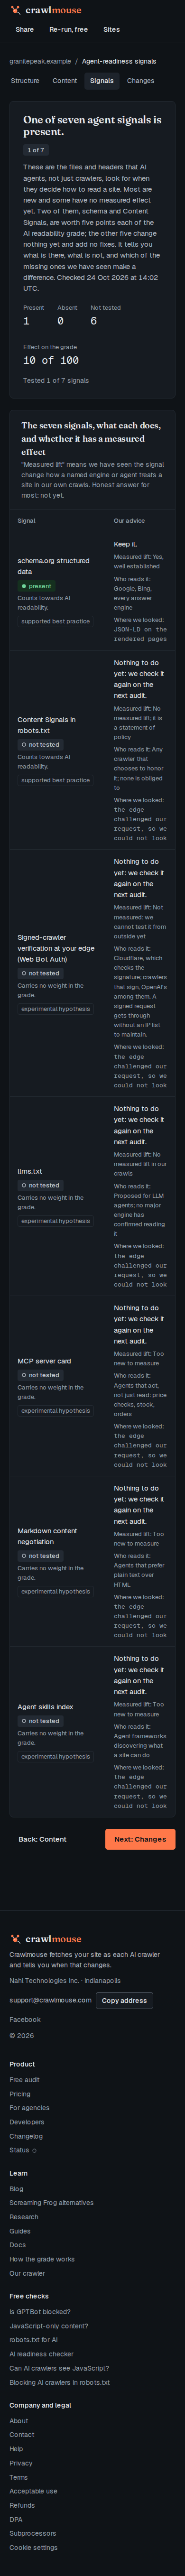 crawlmouse
Share
Re-run, free
Sites
granitepeak.example / Agent-readiness signals
Structure
Content
Signals
Changes
One of seven agent signals is
present.
1 of 7
These are the files and headers that AI
agents, not just crawlers, look for when
they decide how to read a site. Most are
new and some have no measured effect
yet. Two of them, schema and Content
Signals, are worth five points each of the
AI readability grade; the other five change
nothing yet and add no fixes. It tells you
what is there, what is not, and which of the
missing ones we have seen make a
difference. Checked 24 Oct 2026 at 14:02
UTC.
Present
Absent
Not tested
1
0
6
Effect on the grade
10 of 100
Tested 1 of 7 signals
The seven signals, what each does,
and whether it has a measured
effect
"Measured lift" means we have seen the signal
change how a named engine or agent treats a
site in our own crawls. Honest answer for
most: not yet.
Signal
Our advice
schema.org structured
data
present
Counts towards AI
readability.
supported best practice
Keep it.
Measured lift: Yes,
well established
Who reads it:
Google, Bing,
every answer
engine
Where we looked:
JSON-LD on the
rendered pages
Content Signals in
robots.txt
not tested
Counts towards AI
readability.
supported best practice
Nothing to do
yet: we check it
again on the
next audit.
Measured lift: No
measured lift; it is
a statement of
policy
Who reads it: Any
crawler that
chooses to honor
it; none is obliged
to
Where we looked:
the edge
challenged our
request, so we
could not look
Signed-crawler
verification at your edge
(Web Bot Auth)
not tested
Carries no weight in the
grade.
experimental hypothesis
Nothing to do
yet: we check it
again on the
next audit.
Measured lift: Not
measured: we
cannot test it from
outside yet
Who reads it:
Cloudflare, which
checks the
signature; crawlers
that sign, OpenAI's
among them. A
signed request
gets through
without an IP list
to maintain.
Where we looked:
the edge
challenged our
request, so we
could not look
llms.txt
not tested
Carries no weight in the
grade.
experimental hypothesis
Nothing to do
yet: we check it
again on the
next audit.
Measured lift: No
measured lift in our
crawls
Who reads it:
Proposed for LLM
agents; no major
engine has
confirmed reading
it
Where we looked:
the edge
challenged our
request, so we
could not look
MCP server card
not tested
Carries no weight in the
grade.
experimental hypothesis
Nothing to do
yet: we check it
again on the
next audit.
Measured lift: Too
new to measure
Who reads it:
Agents that act,
not just read: price
checks, stock,
orders
Where we looked:
the edge
challenged our
request, so we
could not look
Markdown content
negotiation
not tested
Carries no weight in the
grade.
experimental hypothesis
Nothing to do
yet: we check it
again on the
next audit.
Measured lift: Too
new to measure
Who reads it:
Agents that prefer
plain text over
HTML
Where we looked:
the edge
challenged our
request, so we
could not look
Agent skills index
not tested
Carries no weight in the
grade.
experimental hypothesis
Nothing to do
yet: we check it
again on the
next audit.
Measured lift: Too
new to measure
Who reads it:
Agent frameworks
discovering what
a site can do
Where we looked:
the edge
challenged our
request, so we
could not look
Back: Content
Next: Changes
crawlmouse
Crawlmouse fetches your site as each AI crawler
and tells you when that changes.
Nahl Technologies Inc. · Indianapolis
support@crawlmouse.com
Copy address
Facebook
© 2026
Product
Free audit
Pricing
For agencies
Developers
Changelog
Status
Learn
Blog
Screaming Frog alternatives
Research
Guides
Docs
How the grade works
Our crawler
Free checks
Is GPTBot blocked?
JavaScript-only content?
robots.txt for AI
AI readiness checker
Can AI crawlers see JavaScript?
Blocking AI crawlers in robots.txt
Company and legal
About
Contact
Help
Privacy
Terms
Acceptable use
Refunds
DPA
Subprocessors
Cookie settings